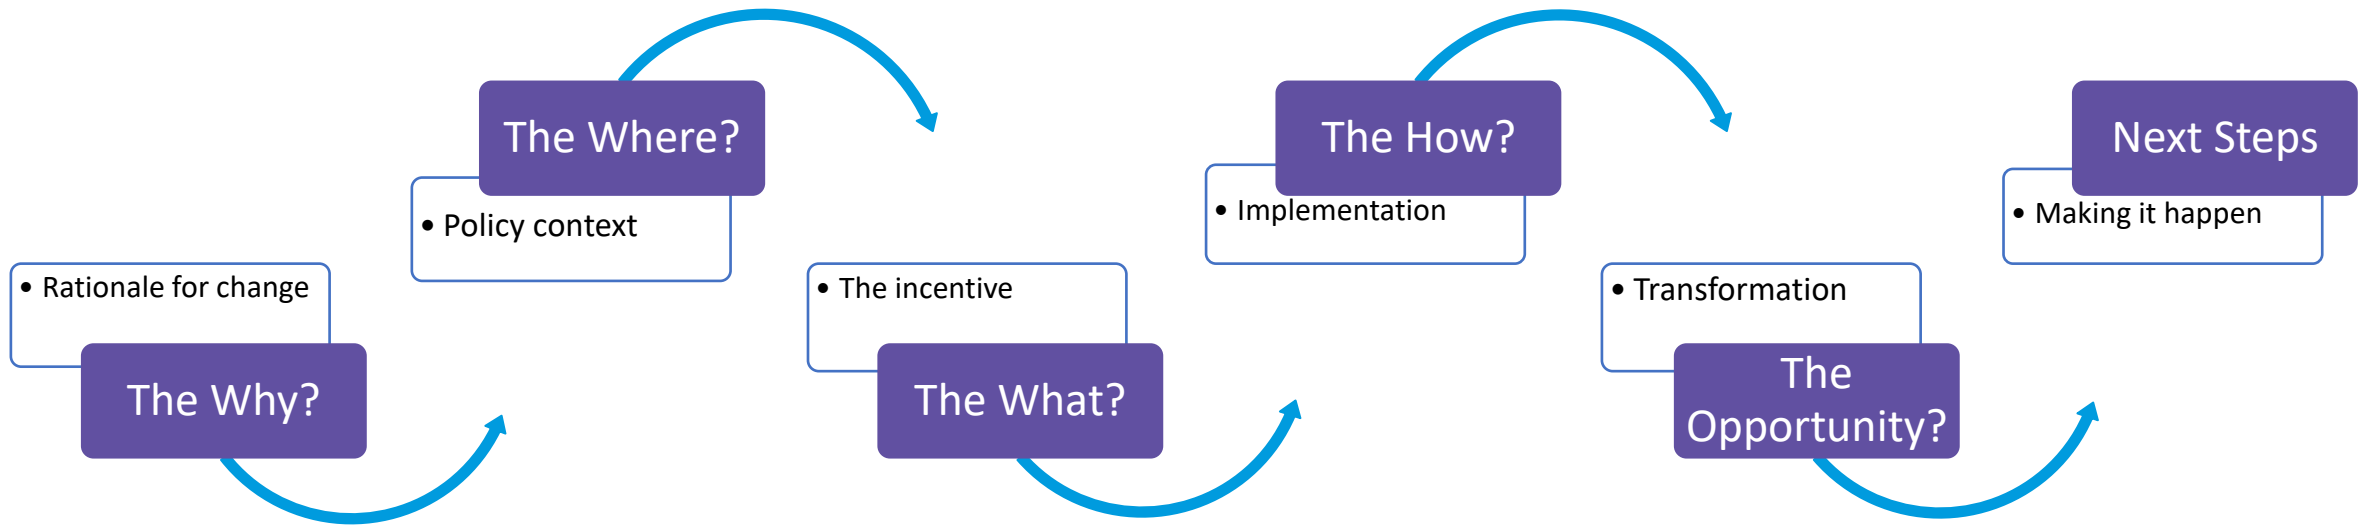 • Rationale for change
The Why?
The Where?
• Policy context
• The incentive
The What?
The How?
• Implementation
• Transformation
The
Opportunity?
Next Steps
• Making it happen